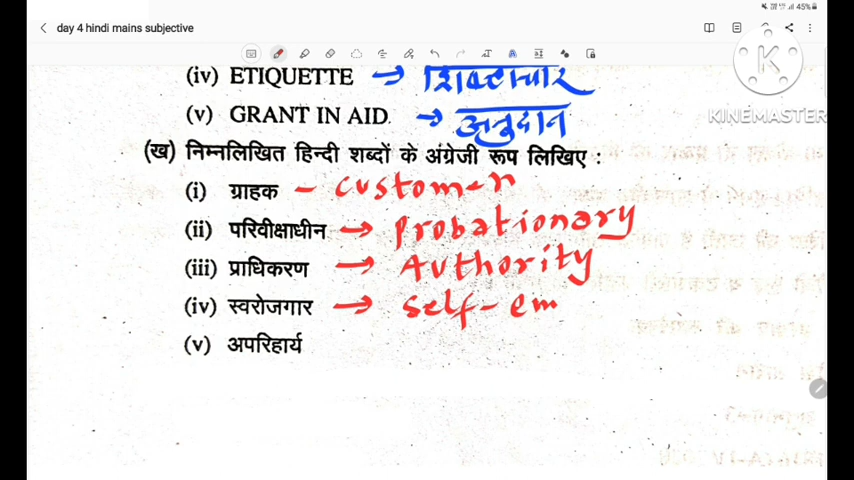 45%
day 4 hindi mains subjective
KINEMASTER
(iv) ETIQUETTE → शिष्टाचार
(v) GRANT IN AID. → अनुदान
(ख) निम्नलिखित हिन्दी शब्दों के अंग्रेजी रूप लिखिए :
(i) ग्राहक - customer
(ii) परिवीक्षाधीन → Probationary
(iii) प्राधिकरण → Authority
(iv) स्वरोजगार → self-em
(v) अपरिहार्य